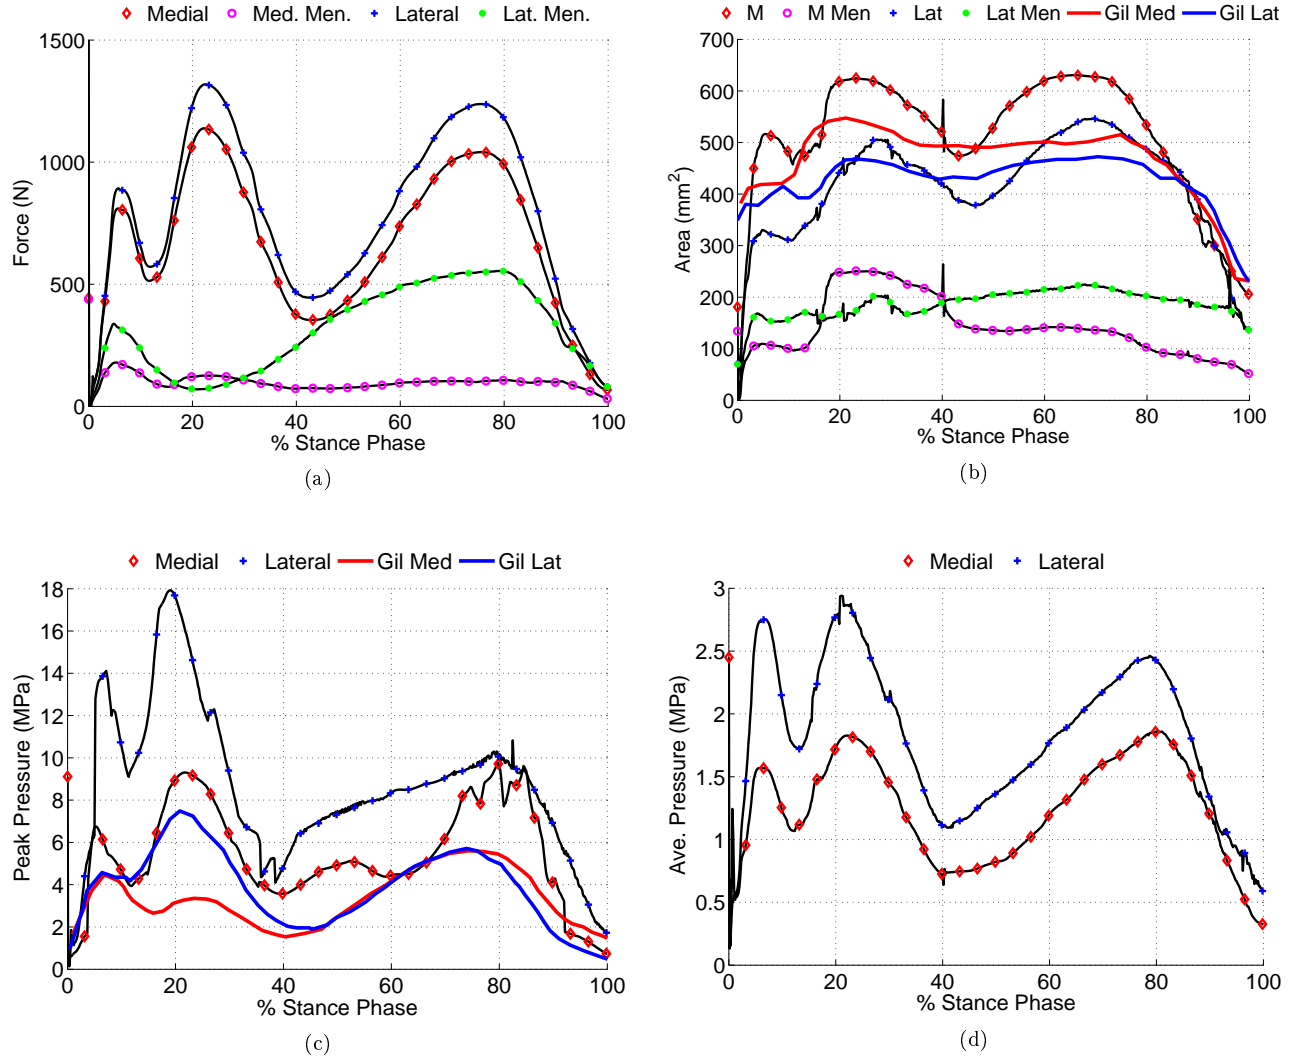 Medial Med. Men. Lateral Lat. Men.
1500
1000
500
0
Force (N)
0 20 40 60 80 100
% Stance Phase
(a)
M M Men Lat Lat Men Gil Med Gil Lat
700
600
500
400
300
200
100
0
Area (mm²)
0 20 40 60 80 100
% Stance Phase
(b)
Medial Lateral Gil Med Gil Lat
18
16
14
12
10
8
6
4
2
0
Peak Pressure (MPa)
0 20 40 60 80 100
% Stance Phase
(c)
Medial Lateral
3
2.5
2
1.5
1
0.5
0
Ave. Pressure (MPa)
0 20 40 60 80 100
% Stance Phase
(d)